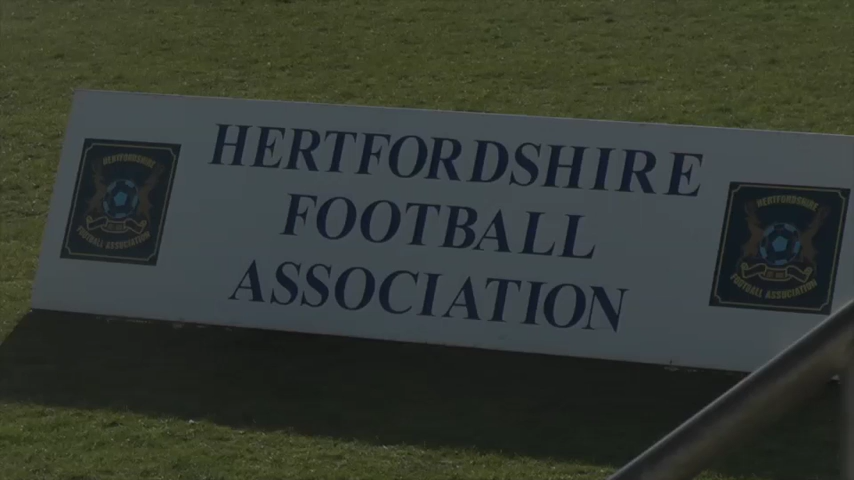 HERTFORDSHIRE
FOOTBALL
ASSOCIATION
HERTFORDSHIRE
FOOTBALL ASSOCIATION
HERTFORDSHIRE
FOOTBALL ASSOCIATION